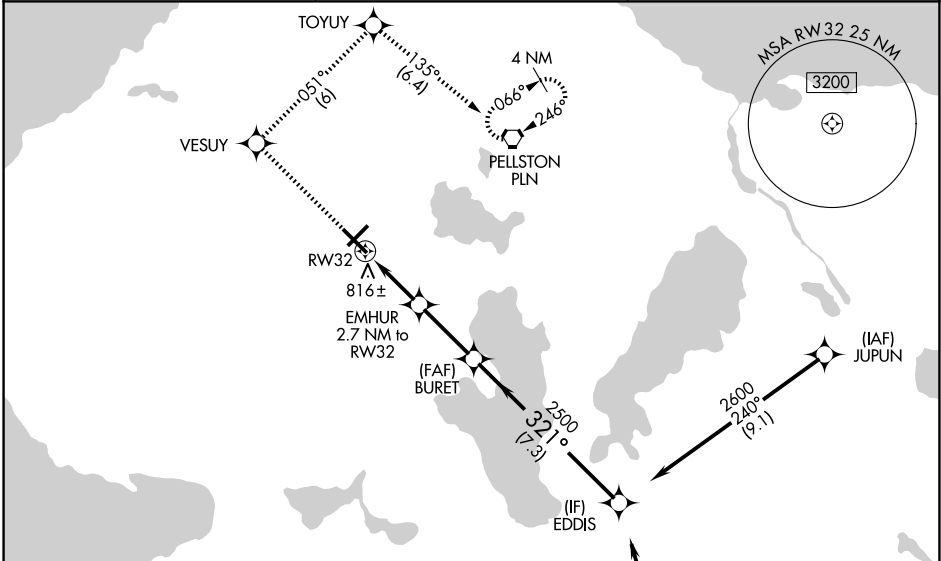 TOYUY
MSA RW32 25 NM
3200
4 NM
135°
(6.4)
051°
(6)
066°
246°
VESUY
PELLSTON
PLN
RW32
816±
EMHUR
2.7 NM to
RW32
(FAF)
BURET
(IAF)
JUPUN
2600
240°
(9.1)
2500
321°
(7.3)
(IF)
EDDIS